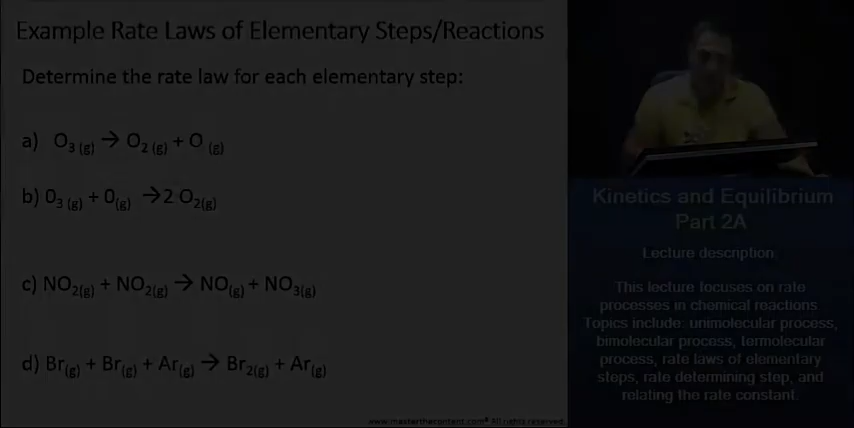 Example Rate Laws of Elementary Steps/Reactions
Determine the rate law for each elementary step:
a) O₃ (g) → O₂ (g) + O (g)
b) 0₃ (g) + 0(g) →2 O₂(g)
c) NO₂(g) + NO₂(g) → NO(g) + NO₃(g)
d) Br(g) + Br(g) + Ar(g) → Br₂(g) + Ar(g)
www.masterthecontent.com® All rights reserved
Kinetics and Equilibrium
Part 2A
Lecture description
This lecture focuses on rate
processes in chemical reactions
Topics include: unimolecular process,
bimolecular process, termolecular
process, rate laws of elementary
steps, rate determining step, and
relating the rate constant.